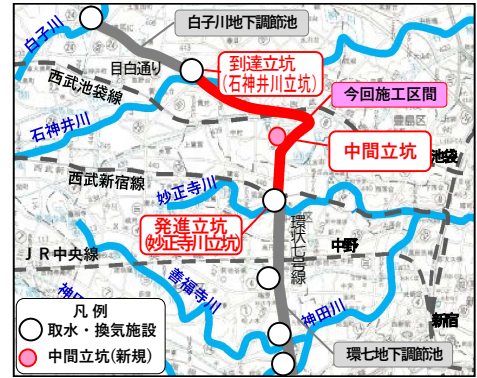 白子川地下調節池
白子川
到達立坑
(石神井川立坑)
目白通り
西武池袋線
今回施工区間
豊島区
石神井川
中間立坑
池袋
西武新宿線
妙正寺川
発進立坑
(妙正寺川立坑)
環状七号線
中野
JR中央線
善福寺川
神田川
新宿
凡例
取水・換気施設
中間立坑(新規)
環七地下調節池